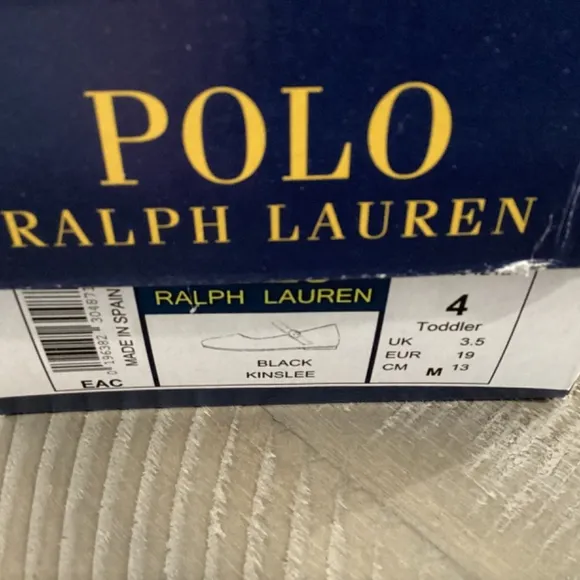 POLO
RALPH LAUREN
RALPH LAUREN
MADE IN SPAIN
EAC
BLACK
KINSLEE
4
Toddler
UK 3.5
EUR 19
CM M 13